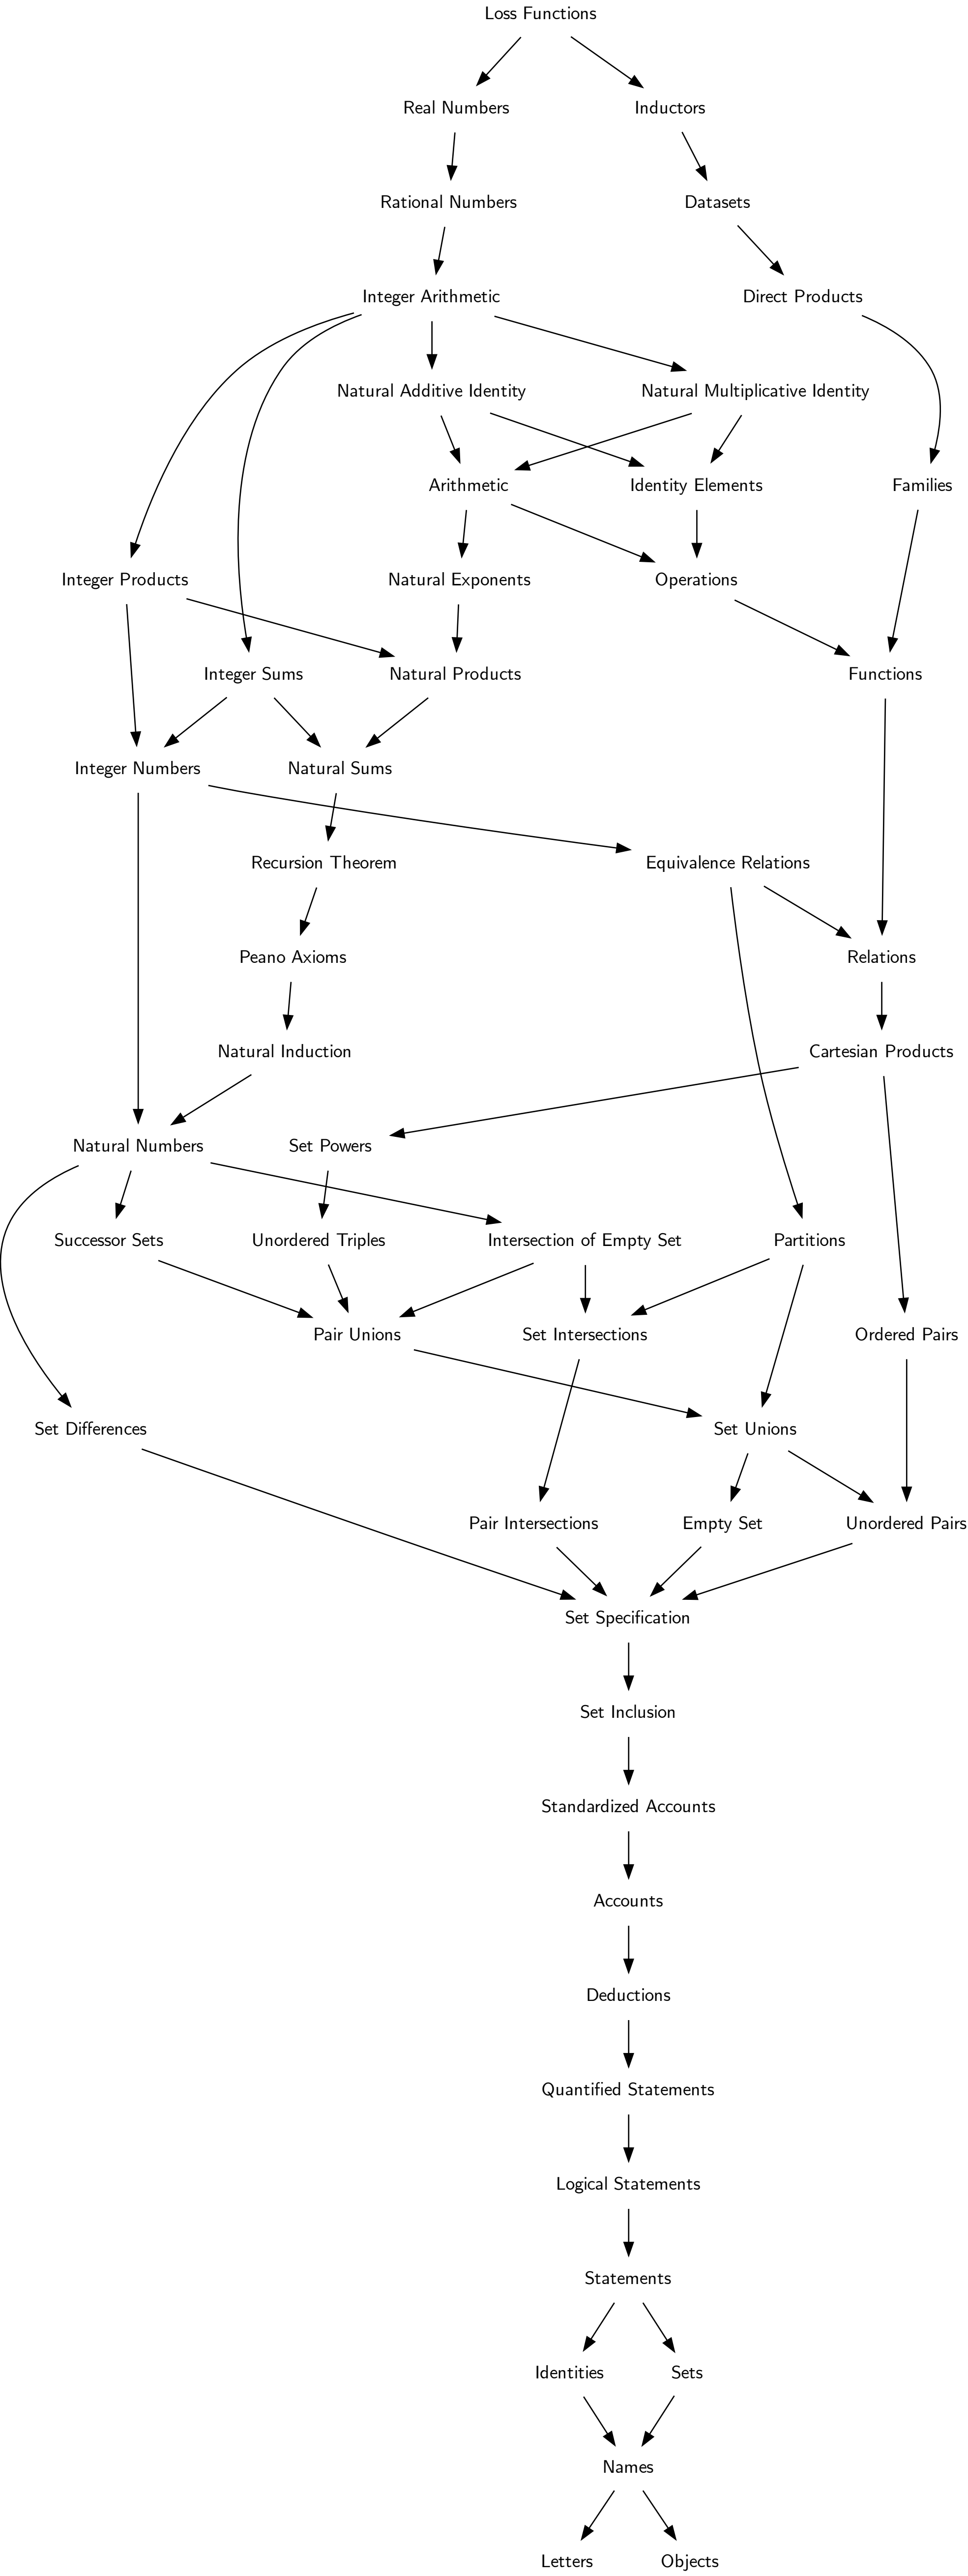 Loss Functions
Real Numbers
Inductors
Rational Numbers
Datasets
Integer Arithmetic
Direct Products
Natural Additive Identity
Natural Multiplicative Identity
Arithmetic
Identity Elements
Families
Integer Products
Natural Exponents
Operations
Integer Sums
Natural Products
Functions
Integer Numbers
Natural Sums
Recursion Theorem
Equivalence Relations
Peano Axioms
Relations
Natural Induction
Cartesian Products
Natural Numbers
Set Powers
Successor Sets
Unordered Triples
Intersection of Empty Set
Partitions
Pair Unions
Set Intersections
Ordered Pairs
Set Differences
Set Unions
Pair Intersections
Empty Set
Unordered Pairs
Set Specification
Set Inclusion
Standardized Accounts
Accounts
Deductions
Quantified Statements
Logical Statements
Statements
Identities
Sets
Names
Letters
Objects